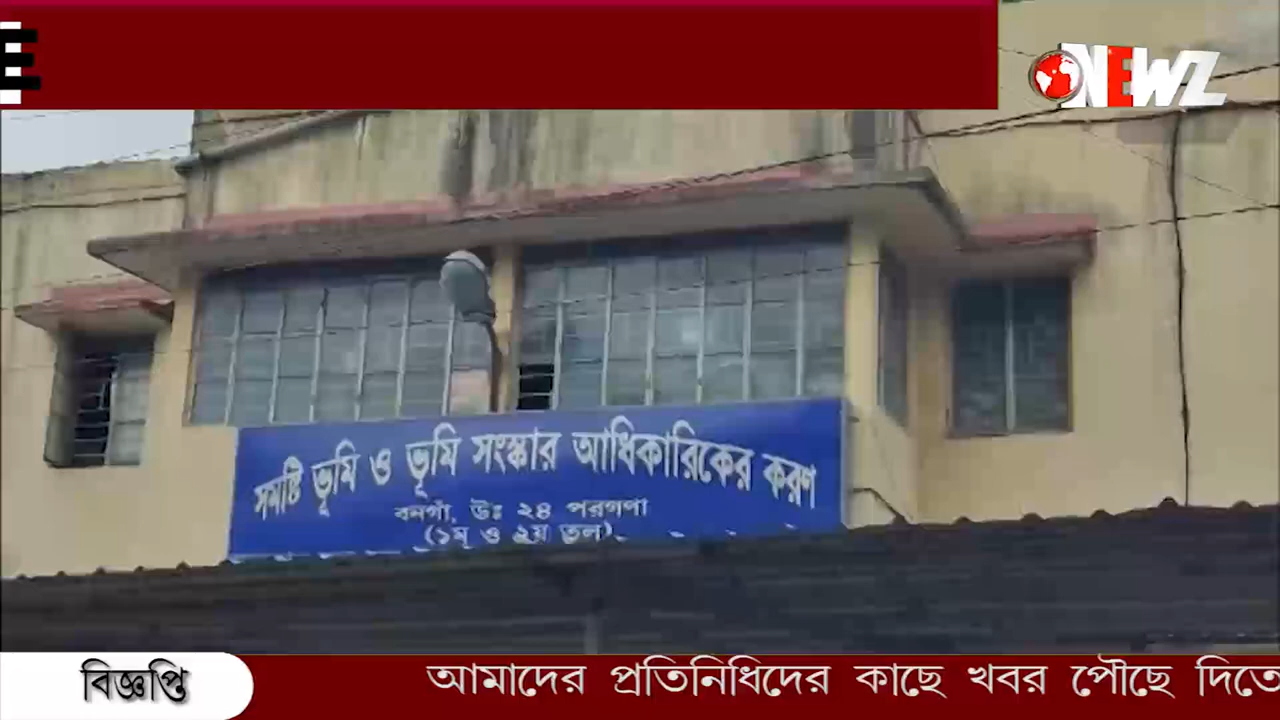 NEWZ
সমষ্টি ভূমি ও ভূমি সংস্কার আধিকারিকের করণ
বনগাঁ, উঃ ২৪ পরগণা
(১ম ও ২য় তল)
বিজ্ঞপ্তি
আমাদের প্রতিনিধিদের কাছে খবর পৌছে দিতে